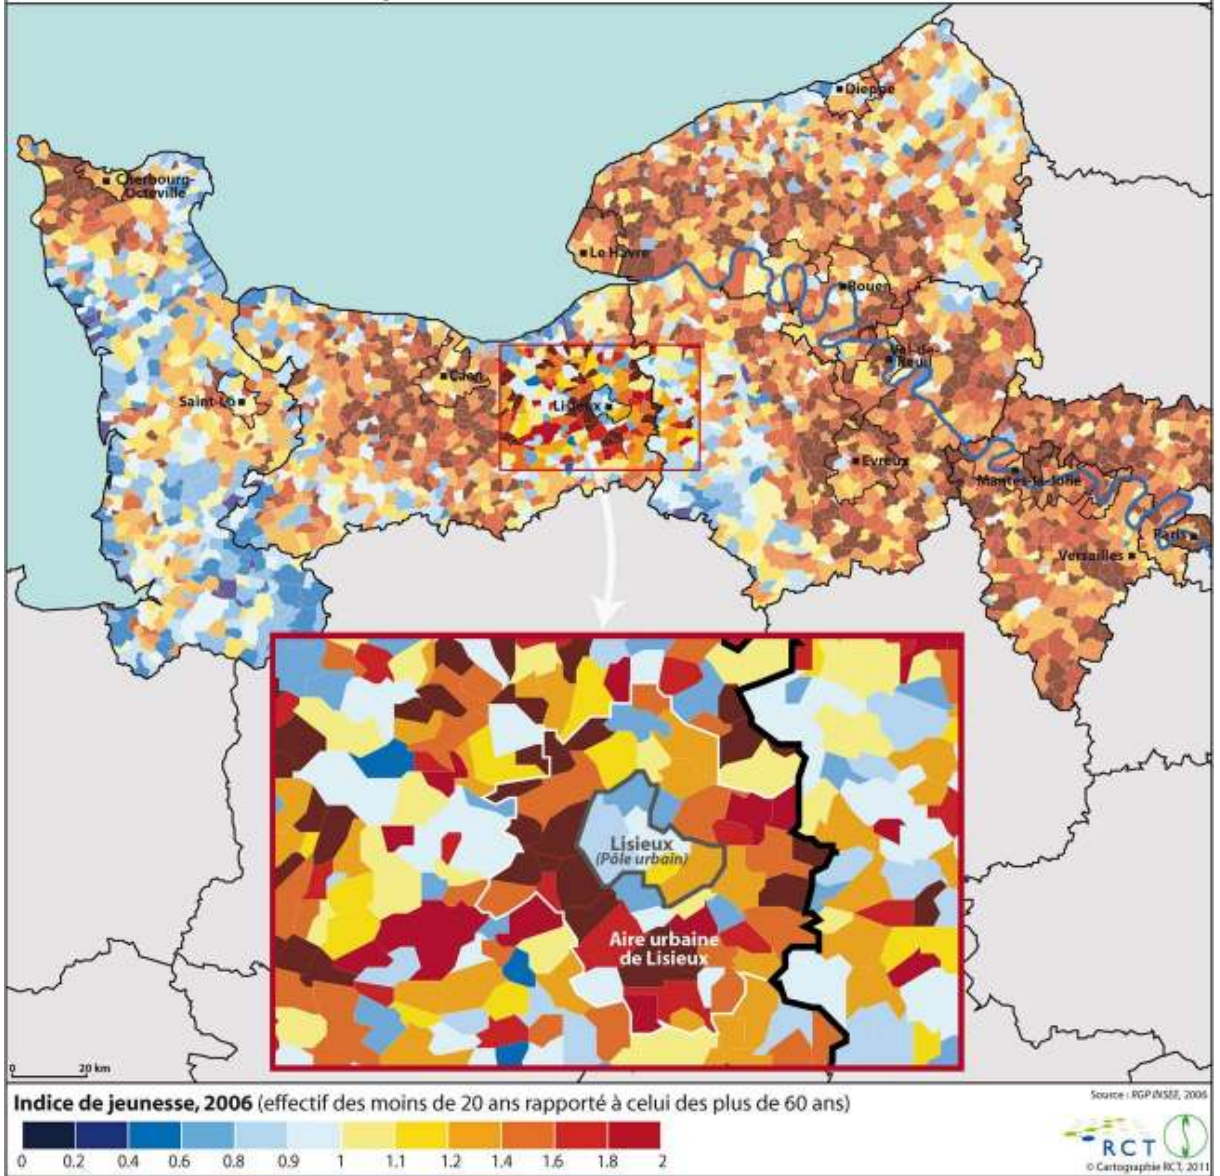 Dieppe
Cherbourg-
Octeville
Le Havre
Rouen
Val-de-
Reuil
Caen
Saint-Lô
Lisieux
Evreux
Mantes-la-Jolie
Paris
Versailles
Lisieux
(Pôle urbain)
Aire urbaine
de Lisieux
0 20 km
Indice de jeunesse, 2006 (effectif des moins de 20 ans rapporté à celui des plus de 60 ans)
0 0.2 0.4 0.6 0.8 0.9 1 1.1 1.2 1.4 1.6 1.8 2
Source : RGP INSEE, 2006
RCT
© Cartographie RCT, 2011